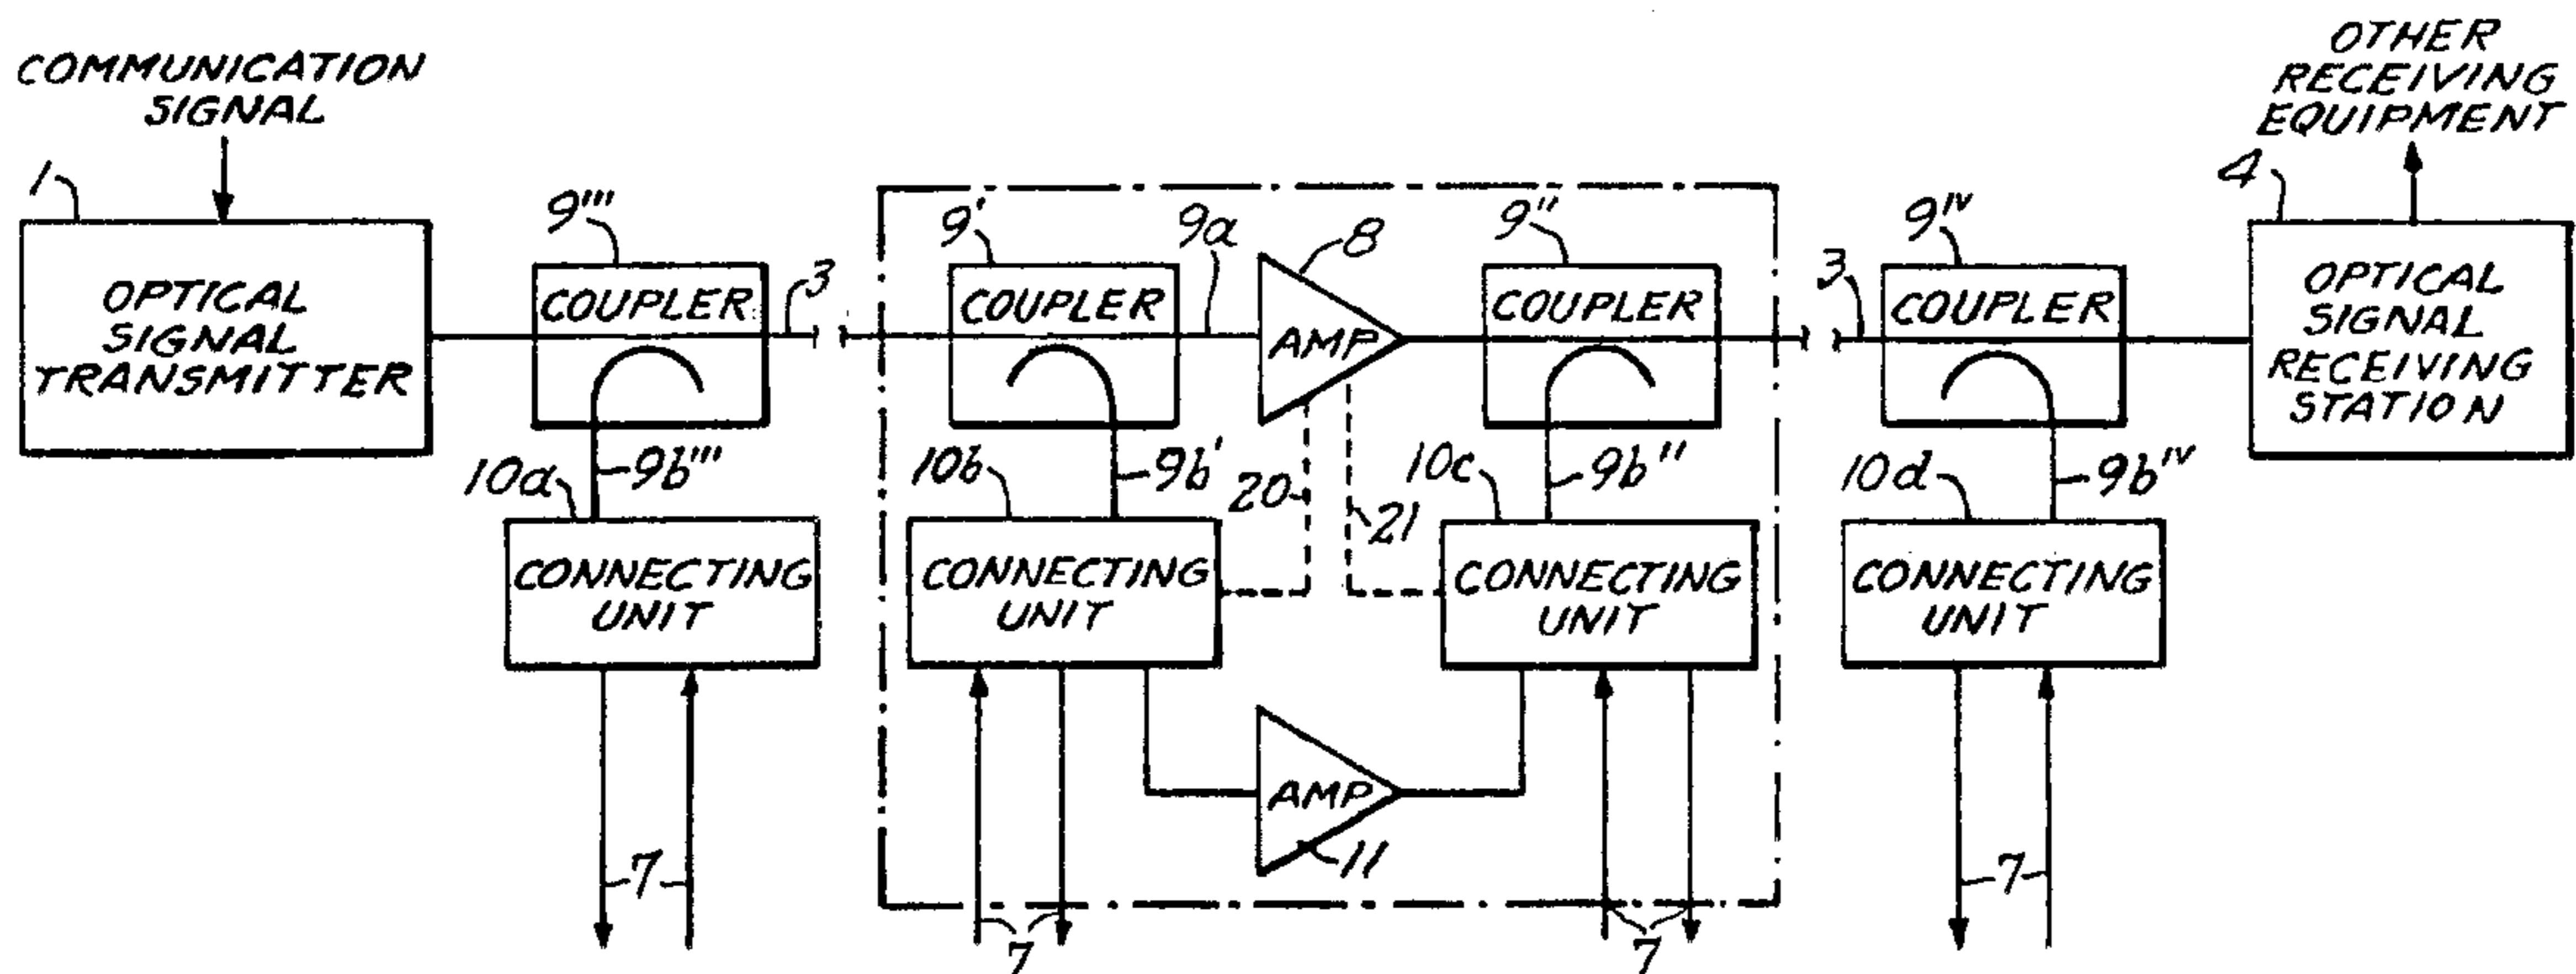 COMMUNICATION
SIGNAL
OTHER
RECEIVING
EQUIPMENT
1
9'''
9'
9a
8
9''
9IV
4
OPTICAL
SIGNAL
TRANSMITTER
COUPLER
3
COUPLER
AMP
COUPLER
3
COUPLER
OPTICAL
SIGNAL
RECEIVING
STATION
10a
9b'''
10b
9b'
20
21
10c
9b''
10d
9bIV
CONNECTING
UNIT
CONNECTING
UNIT
CONNECTING
UNIT
CONNECTING
UNIT
AMP
11
7
7
7
7